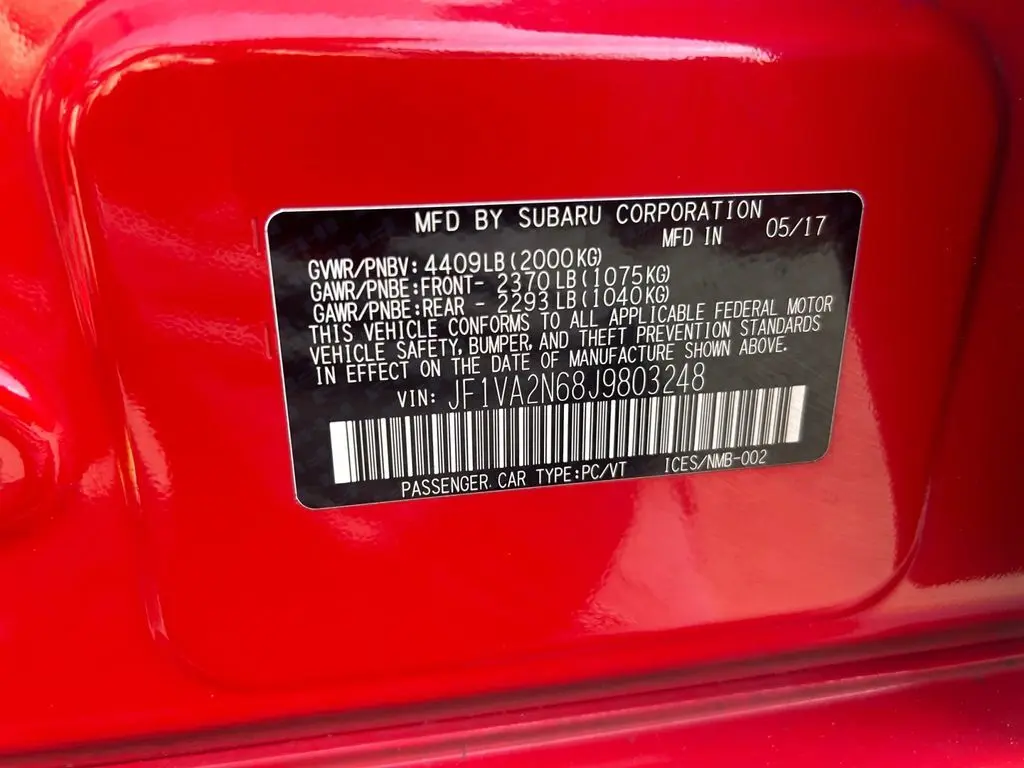 MFD BY SUBARU CORPORATION
MFD IN 05/17
GVWR/PNBV: 4409LB(2000KG)
GAWR/PNBE:FRONT- 2370LB(1075KG)
GAWR/PNBE:REAR - 2293LB(1040KG)
THIS VEHICLE CONFORMS TO ALL APPLICABLE FEDERAL MOTOR
VEHICLE SAFETY, BUMPER, AND THEFT PREVENTION STANDARDS
IN EFFECT ON THE DATE OF MANUFACTURE SHOWN ABOVE.
VIN: JF1VA2N68J9803248
PASSENGER CAR TYPE:PC/VT ICES/NMB-002